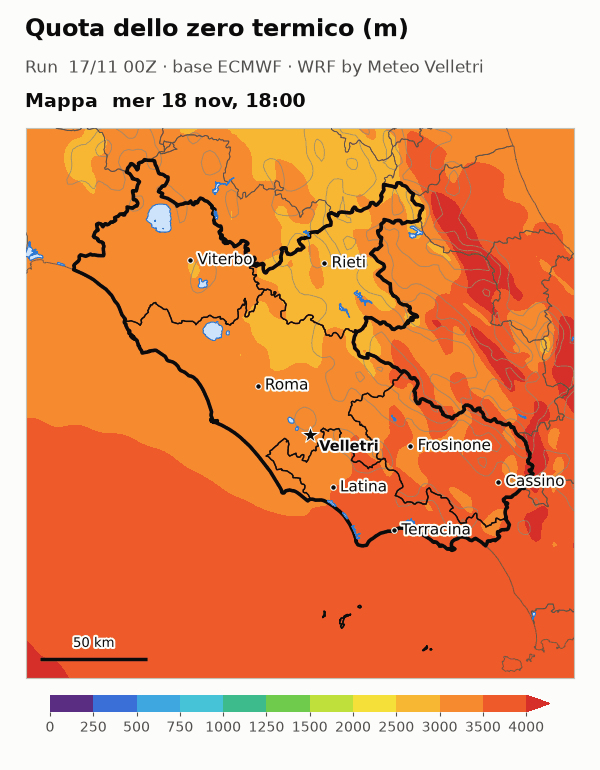 Quota dello zero termico (m)
Run  17/11 00Z · base ECMWF · WRF by Meteo Velletri
Mappa  mer 18 nov, 18:00
Viterbo
Rieti
Roma
Velletri
Frosinone
Latina
Cassino
Terracina
50 km
0 250 500 750 1000 1250 1500 2000 2500 3000 3500 4000